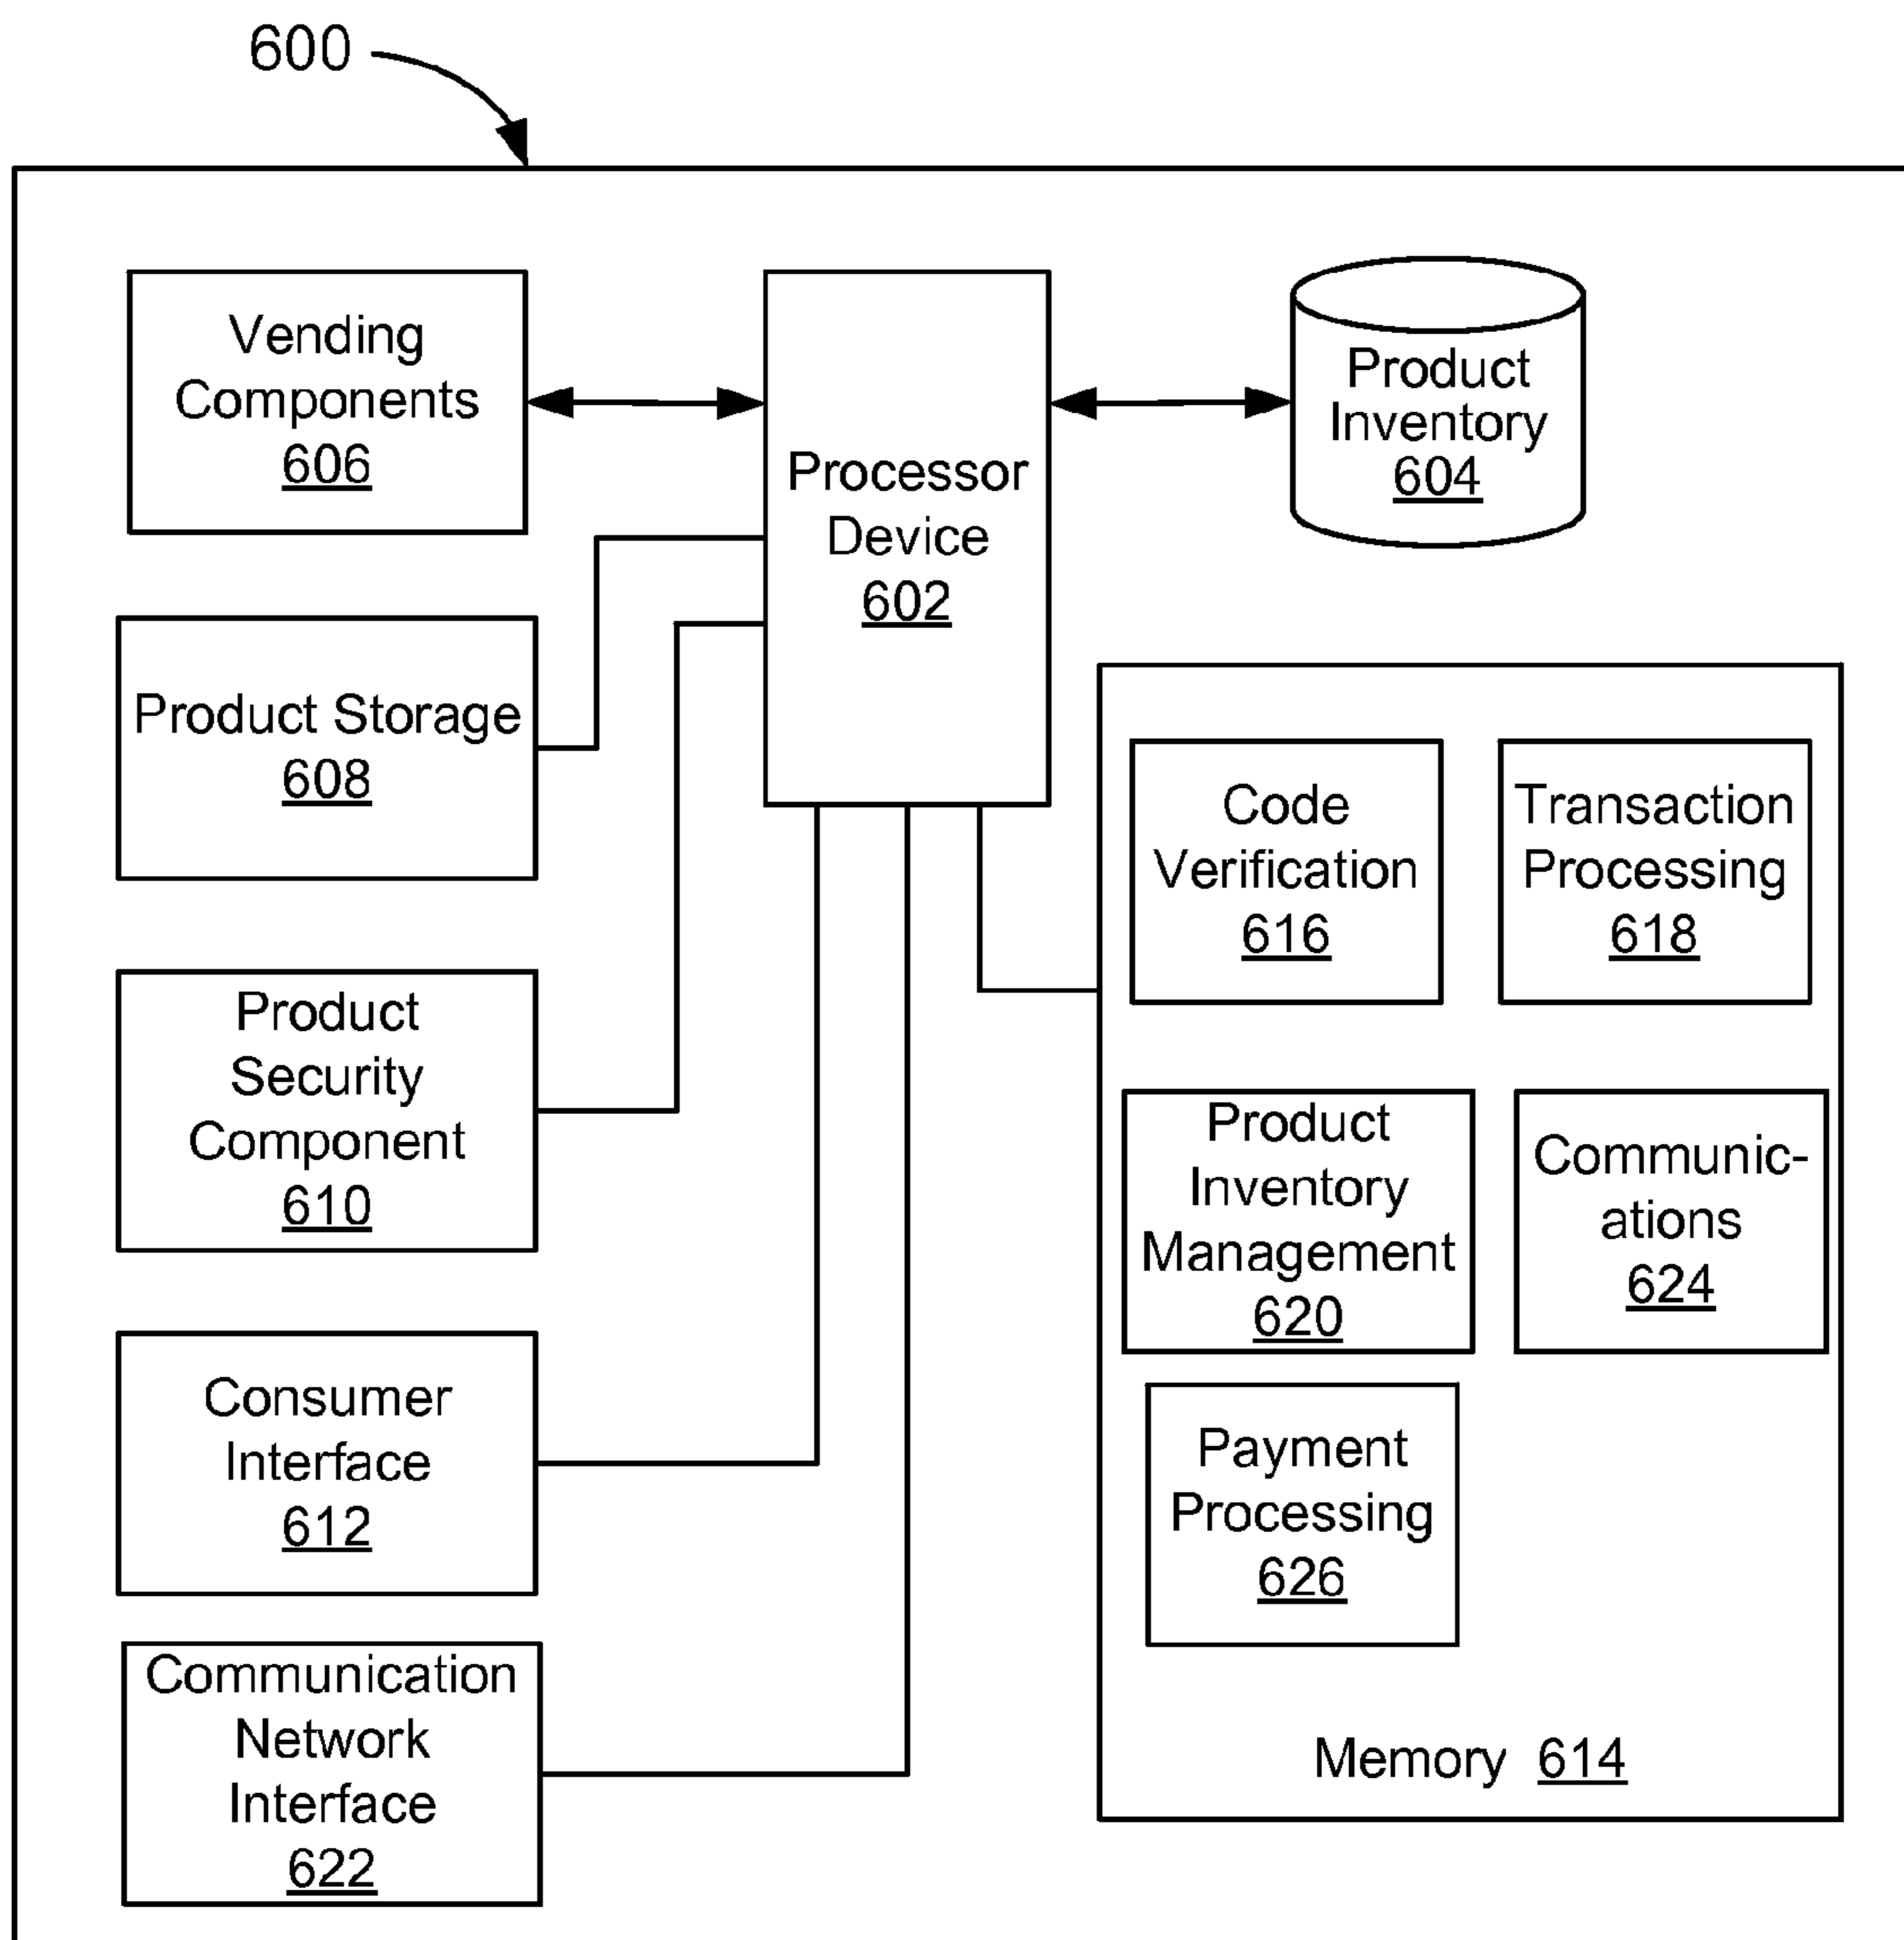 600
Vending
Components
606
Processor
Device
602
Product
Inventory
604
Product Storage
608
Product
Security
Component
610
Consumer
Interface
612
Communication
Network
Interface
622
Code
Verification
616
Transaction
Processing
618
Product
Inventory
Management
620
Communic-
ations
624
Payment
Processing
626
Memory 614